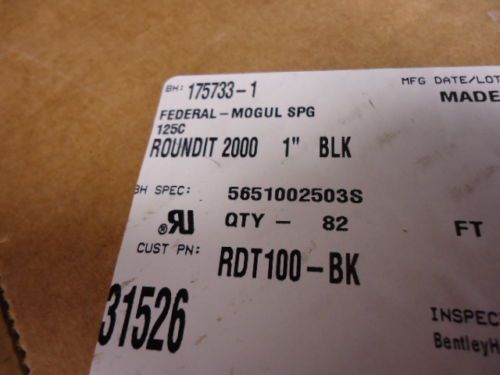 BH: 175733-1
MFG DATE/LOT
MADE
FEDERAL-MOGUL SPG
125C
ROUNDIT 2000 1" BLK
BH SPEC: 5651002503S
QTY - 82 FT
CUST PN: RDT100-BK
31526
INSPEC
BentleyH